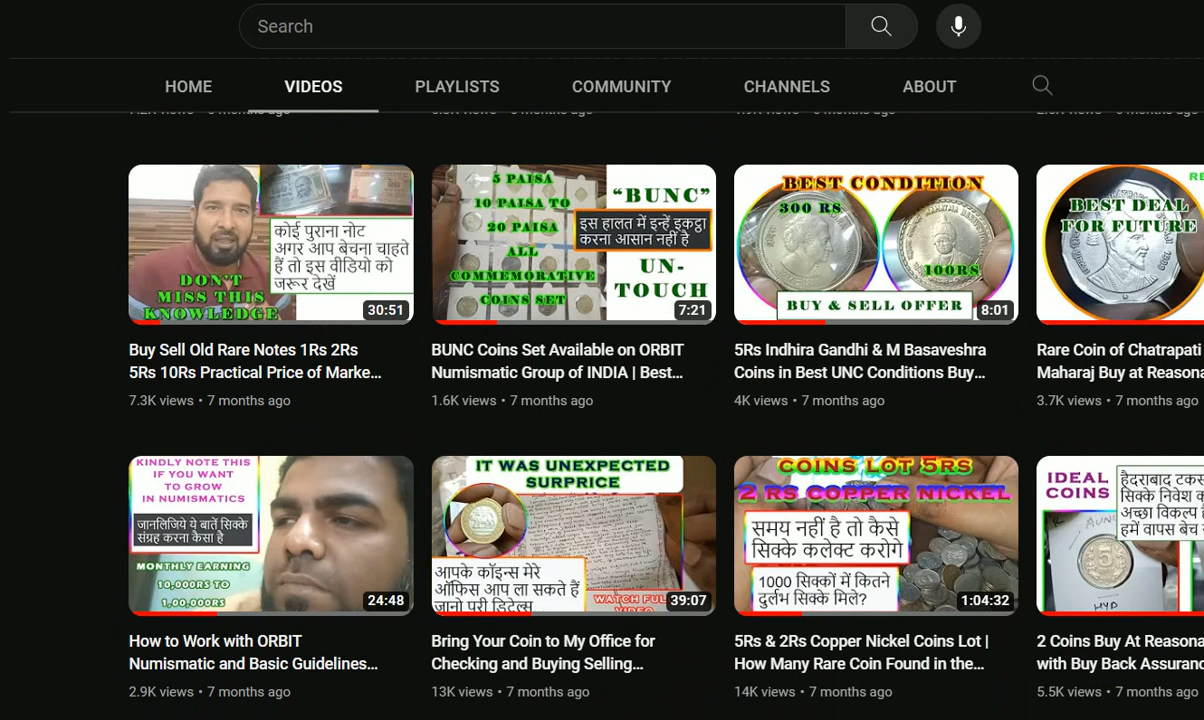 Search
HOME
VIDEOS
PLAYLISTS
COMMUNITY
CHANNELS
ABOUT
कोई पुराना नोट
अगर आप बेचना चाहते
हैं तो इस वीडियो को
जरूर देखें
DON'T
MISS THIS
KNOWLEDGE
30:51
5 PAISA
10 PAISA TO
20 PAISA
ALL
COMMEMORATIVE
COINS SET
"BUNC"
इस हालत में इन्हें इकट्ठा
करना आसान नहीं है
UN-
TOUCH
7:21
BEST CONDITION
300 RS
100RS
BUY & SELL OFFER
8:01
RE
BEST DEAL
FOR FUTURE
Buy Sell Old Rare Notes 1Rs 2Rs
5Rs 10Rs Practical Price of Marke...
7.3K views • 7 months ago
BUNC Coins Set Available on ORBIT
Numismatic Group of INDIA | Best...
1.6K views • 7 months ago
5Rs Indhira Gandhi & M Basaveshra
Coins in Best UNC Conditions Buy...
4K views • 7 months ago
Rare Coin of Chatrapati
Maharaj Buy at Reasona
3.7K views • 7 months ago
KINDLY NOTE THIS
IF YOU WANT
TO GROW
IN NUMISMATICS
जानलिजिये ये बातें सिक्के
संग्रह करना कैसा है
MONTHLY EARNING
10,000RS TO
1,00,000RS
24:48
IT WAS UNEXPECTED
SURPRICE
आपके कॉइन्स मेरे
ऑफिस आप ला सकते हैं
जानो पूरी डिटेल्स
WATCH FULL
VIDEO
39:07
COINS LOT 5RS
2 RS COPPER NICKEL
समय नहीं है तो कैसे
सिक्के कलेक्ट करोगे
1000 सिक्कों में कितने
दुर्लभ सिक्के मिले?
1:04:32
IDEAL
COINS
हैदराबाद टकस
सिक्के निवेश क
अच्छा विकल्प है
हमें वापस बेच
HYD
How to Work with ORBIT
Numismatic and Basic Guidelines...
2.9K views • 7 months ago
Bring Your Coin to My Office for
Checking and Buying Selling...
13K views • 7 months ago
5Rs & 2Rs Copper Nickel Coins Lot |
How Many Rare Coin Found in the...
14K views • 7 months ago
2 Coins Buy At Reasona
with Buy Back Assuranc
5.5K views • 7 months ago